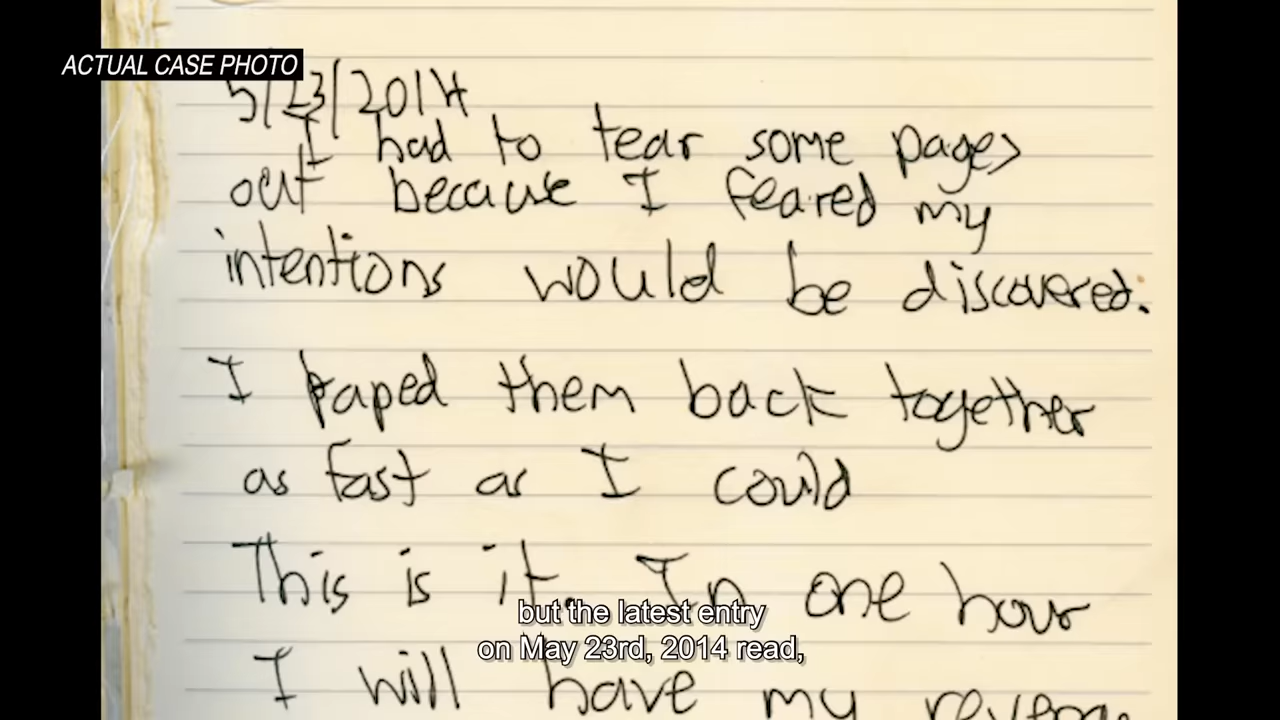 ACTUAL CASE PHOTO
5/23/2014
I had to tear some pages
out because I feared my
intentions would be discovered.
I taped them back together
as fast as I could
This is it. In one hour
but the latest entry
on May 23rd, 2014 read,
I will have my revenge